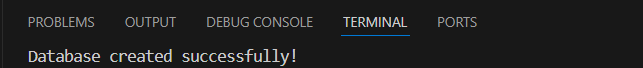 PROBLEMS OUTPUT DEBUG CONSOLE TERMINAL PORTS
Database created successfully!